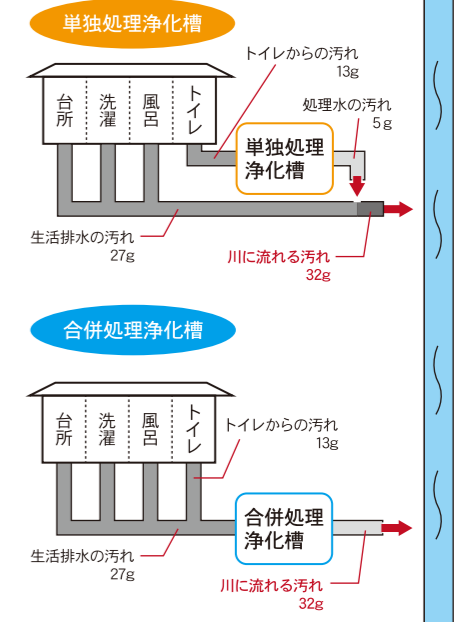 単独処理浄化槽
トイレからの汚れ
13g
処理水の汚れ
5g
台所
洗濯
風呂
トイレ
単独処理
浄化槽
生活排水の汚れ
27g
川に流れる汚れ
32g
合併処理浄化槽
台所
洗濯
風呂
トイレ
トイレからの汚れ
13g
合併処理
浄化槽
生活排水の汚れ
27g
川に流れる汚れ
32g